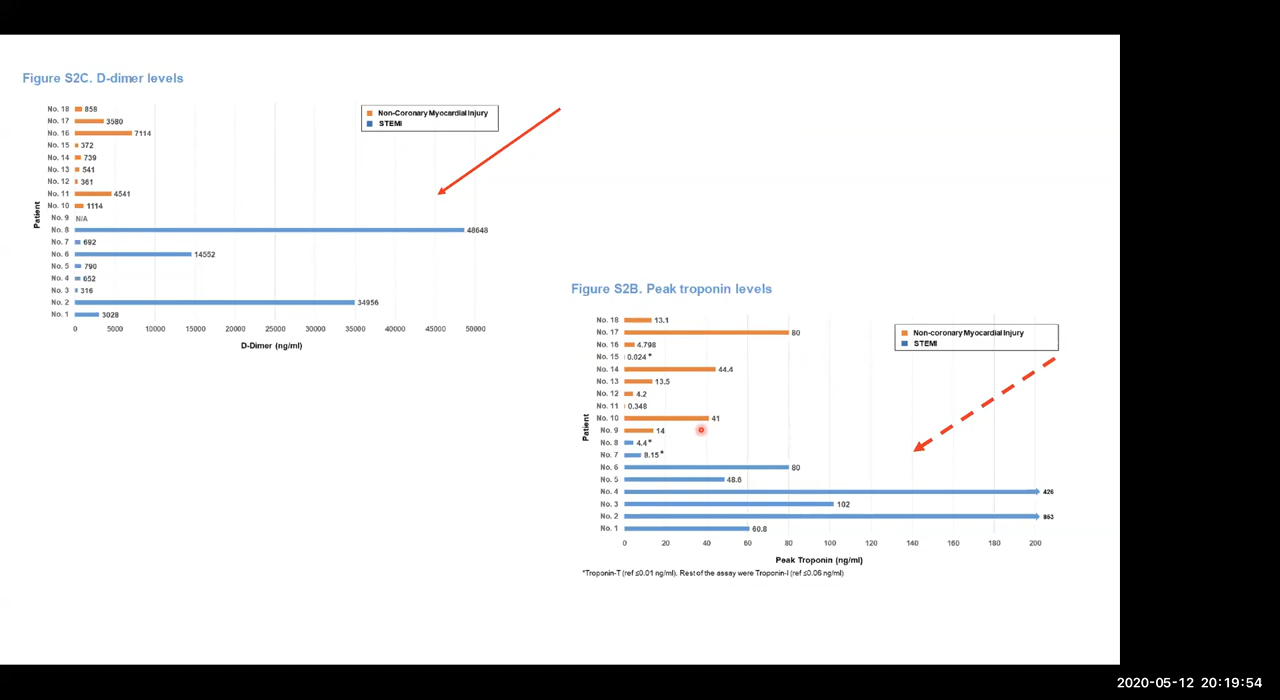 Figure S2C. D-dimer levels
Non-Coronary Myocardial Injury
STEMI
Patient
No. 18 858
No. 17 3580
No. 16 7114
No. 15 372
No. 14 739
No. 13 541
No. 12 361
No. 11 4541
No. 10 1114
No. 9 N/A
No. 8 48648
No. 7 692
No. 6 14552
No. 5 790
No. 4 652
No. 3 316
No. 2 34956
No. 1 3028
0 5000 10000 15000 20000 25000 30000 35000 40000 45000 50000
D-Dimer (ng/ml)
Figure S2B. Peak troponin levels
Non-coronary Myocardial Injury
STEMI
Patient
No. 18 13.1
No. 17 80
No. 16 4.798
No. 15 0.024 *
No. 14 44.4
No. 13 13.5
No. 12 4.2
No. 11 0.348
No. 10 41
No. 9 14
No. 8 4.4*
No. 7 8.15*
No. 6 80
No. 5 48.6
No. 4 426
No. 3 102
No. 2 853
No. 1 60.8
0 20 40 60 80 100 120 140 160 180 200
Peak Troponin (ng/ml)
*Troponin-T (ref ≤0.01 ng/ml). Rest of the assay were Troponin-I (ref ≤0.06 ng/ml)
2020-05-12 20:19:54